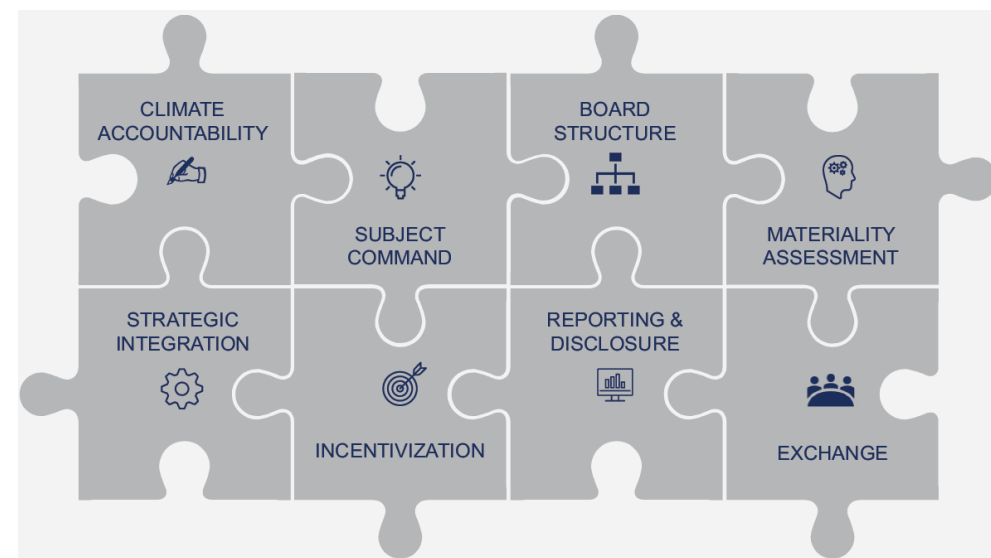 CLIMATE
ACCOUNTABILITY
SUBJECT
COMMAND
BOARD
STRUCTURE
MATERIALITY
ASSESSMENT
STRATEGIC
INTEGRATION
INCENTIVIZATION
REPORTING &
DISCLOSURE
EXCHANGE